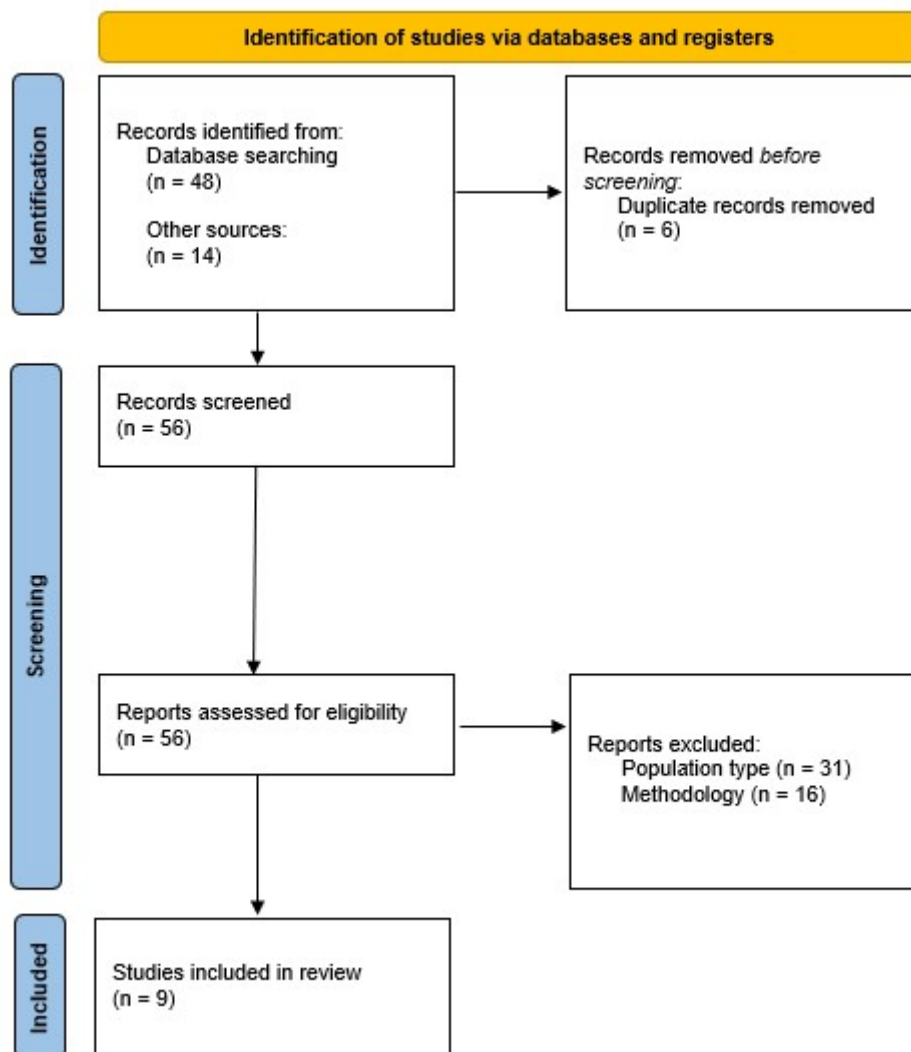 Identification of studies via databases and registers
Identification
Records identified from:
Database searching
(n = 48)
Other sources:
(n = 14)
Records removed before
screening:
Duplicate records removed
(n = 6)
Screening
Records screened
(n = 56)
Reports assessed for eligibility
(n = 56)
Reports excluded:
Population type (n = 31)
Methodology (n = 16)
Included
Studies included in review
(n = 9)